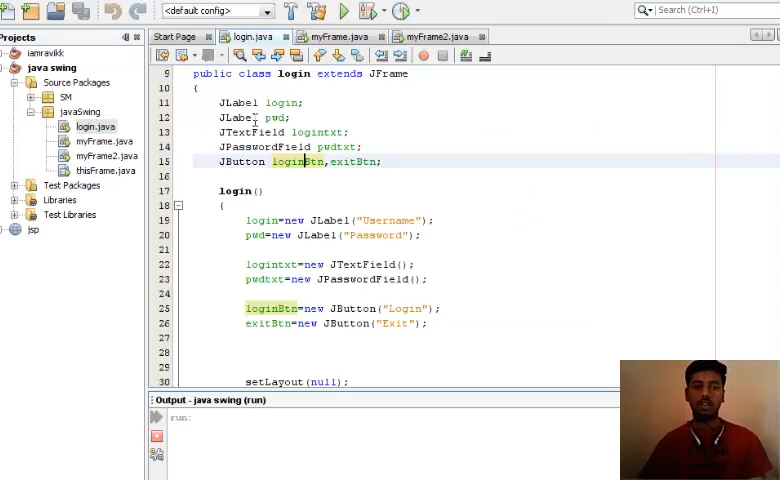 <default config>
Search (Ctrl+I)
Projects
iamravikk
java swing
Source Packages
SM
javaSwing
login.java
myFrame.java
myFrame2.java
thisFrame.java
Test Packages
Libraries
Test Libraries
jsp
Start Page
login.java
myFrame.java
myFrame2.java
9 public class login extends JFrame
10 {
11 JLabel login;
12 JLabel pwd;
13 JTextField logintxt;
14 JPasswordField pwdtxt;
15 JButton loginBtn,exitBtn;
16
17 login()
18 {
19 login=new JLabel("Username");
20 pwd=new JLabel("Password");
21
22 logintxt=new JTextField();
23 pwdtxt=new JPasswordField();
24
25 loginBtn=new JButton("Login");
26 exitBtn=new JButton("Exit");
27
28
29
30 setLayout(null);
Output - java swing (run)
run: